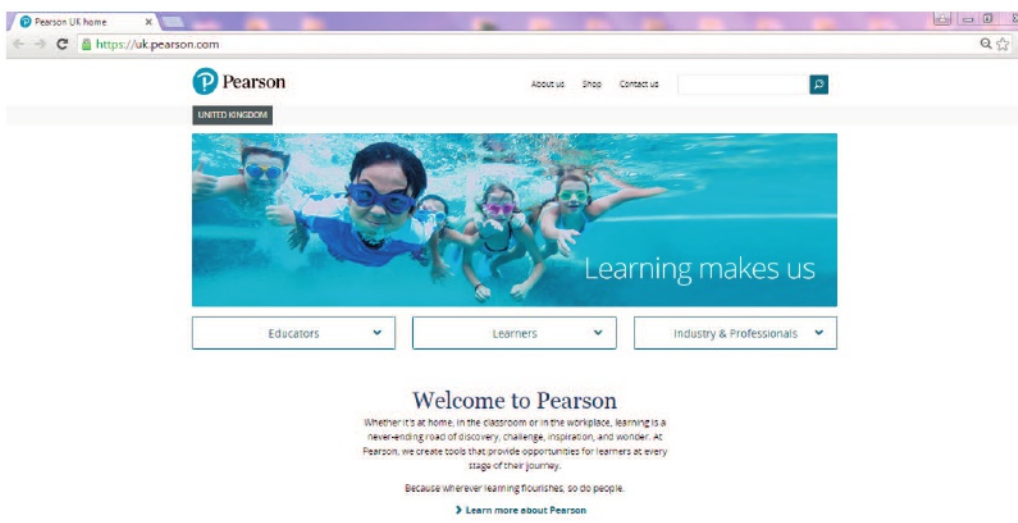 Pearson UK home
https://uk.pearson.com
Pearson
About us Shop Contact us
UNITED KINGDOM
Learning makes us
Educators Learners Industry & Professionals
Welcome to Pearson
Whether it's at home, in the classroom or in the workplace, learning is a
never-ending road of discovery, challenge, inspiration, and wonder. At
Pearson, we create tools that provide opportunities for learners at every
stage of their journey.
Because wherever learning flourishes, so do people.
Learn more about Pearson